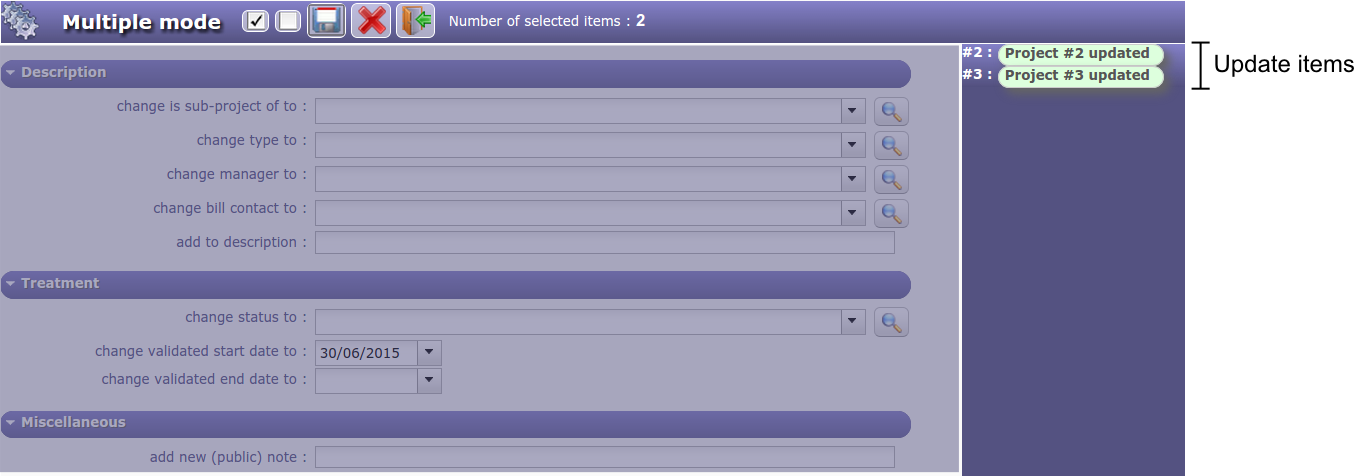 Multiple mode Number of selected items : 2
#2 : Project #2 updated
#3 : Project #3 updated
Update items
Description
change is sub-project of to :
change type to :
change manager to :
change bill contact to :
add to description :
Treatment
change status to :
change validated start date to : 30/06/2015
change validated end date to :
Miscellaneous
add new (public) note :